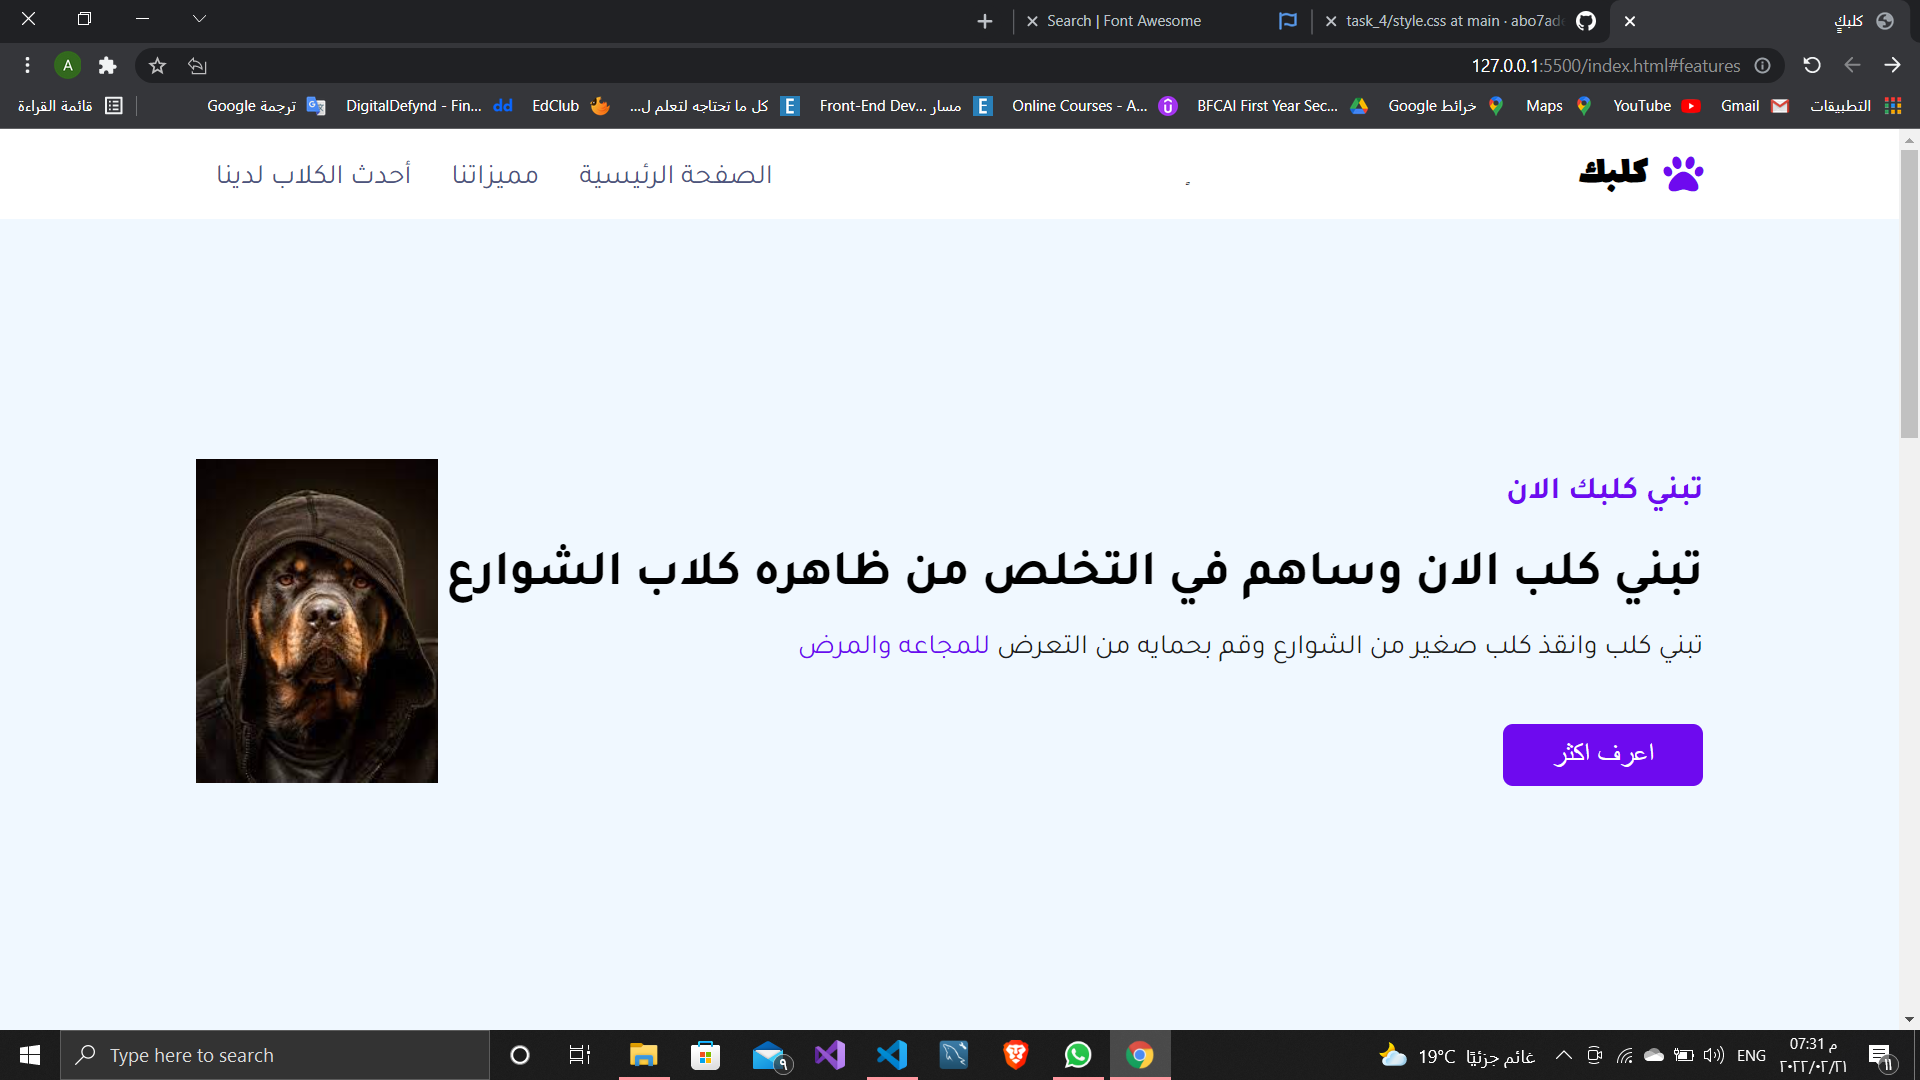 كلبكٍ
task_4/style.css at main · abo7ade
Search | Font Awesome
127.0.0.1:5500/index.html#features
A
التطبيقات
Gmail
YouTube
Maps
خرائط Google
BFCAI First Year Sec...
Online Courses - A...
مسار Front-End Dev...
كل ما تحتاجه لتعلم ل...
EdClub
DigitalDefynd - Fin...
ترجمة Google
قائمة القراءة
كلبك
الصفحة الرئيسية
مميزاتنا
أحدث الكلاب لدينا
تبني كلبك الان
تبني كلب الان وساهم في التخلص من ظاهره كلاب الشوارع
تبني كلب وانقذ كلب صغير من الشوارع وقم بحمايه من التعرض للمجاعه والمرض
اعرف اكثر
Type here to search
٩
19°C غائم جزئيًا
ENG
07:31 م
٢٠٢٢/٠٢/٢١
١١